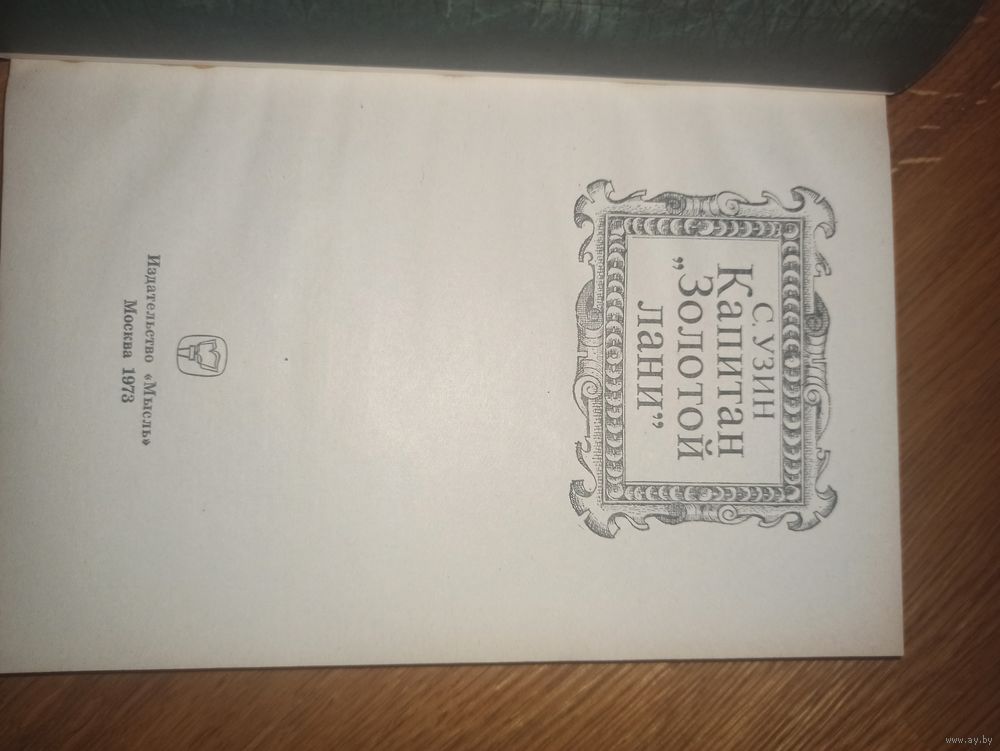 С. УЗИН
Капитан
„Золотой
лани”
Издательство «Мысль»
Москва 1973
www.ay.by